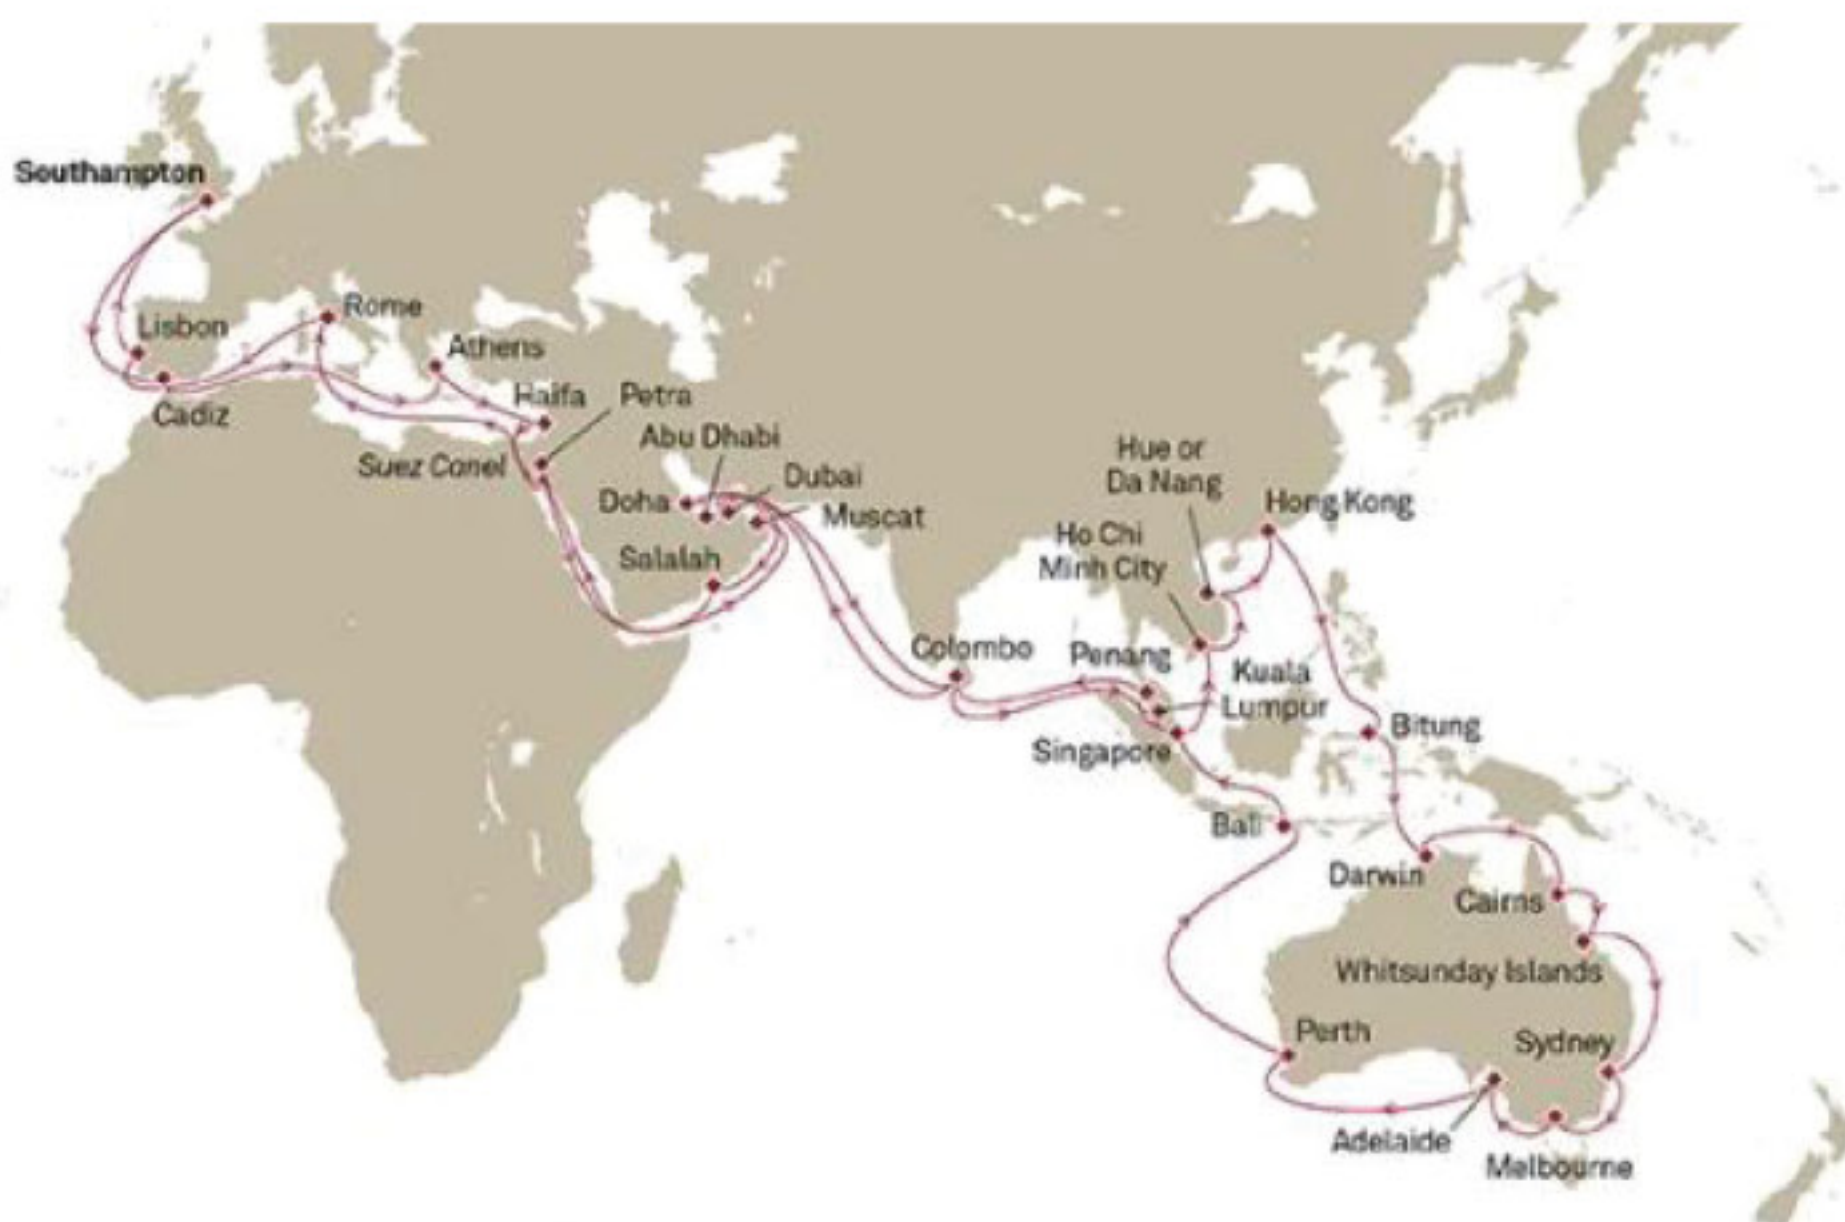 Southampton
Rome
Lisbon
Athens
Haifa
Petra
Cadiz
Abu Dhabi
Suez Canel
Dubai
Doha
Muscat
Hue or
Da Nang
Hong Kong
Ho Chi
Minh City
Salalah
Colombo
Penang
Kuala
Lumpur
Bitung
Singapore
Bali
Darwin
Cairns
Whitsunday Islands
Perth
Sydney
Adelaide
Melbourne